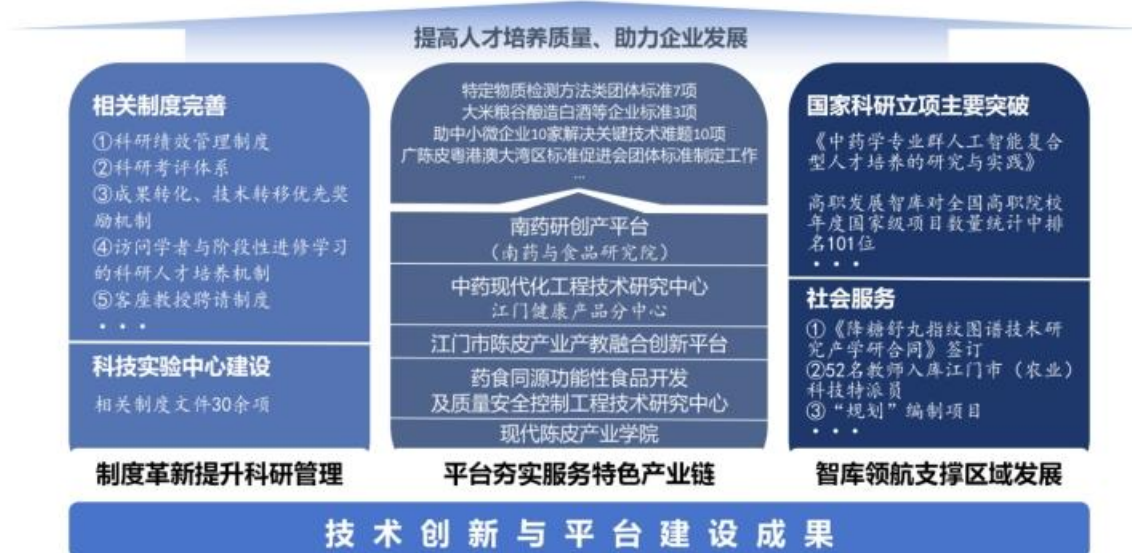 提高人才培养质量、助力企业发展
相关制度完善
①科研绩效管理制度
②科研考评体系
③成果转化、技术转移优先奖
励机制
④访问学者与阶段性进修学习
的科研人才培养机制
⑤客座教授聘请制度
• • •
科技实验中心建设
相关制度文件30余项
制度革新提升科研管理
特定物质检测方法类团体标准7项
大米粮谷酿造白酒等企业标准3项
助中小微企业10家解决关键技术难题10项
广陈皮粤港澳大湾区标准促进会团体标准制定工作
...
南药研创产平台
（南药与食品研究院）
中药现代化工程技术研究中心
江门健康产品分中心
江门市陈皮产业产教融合创新平台
药食同源功能性食品开发
及质量安全控制工程技术研究中心
现代陈皮产业学院
平台夯实服务特色产业链
国家科研立项主要突破
《中药学专业群人工智能复合
型人才培养的研究与实践》
高职发展智库对全国高职院校
年度国家级项目数量统计中排
名101位
• • •
社会服务
①《降糖舒丸指纹图谱技术研
究产学研合同》签订
②52名教师入库江门市（农业）
科技特派员
③“规划”编制项目
• • •
智库领航支撑区域发展
技术创新与平台建设成果